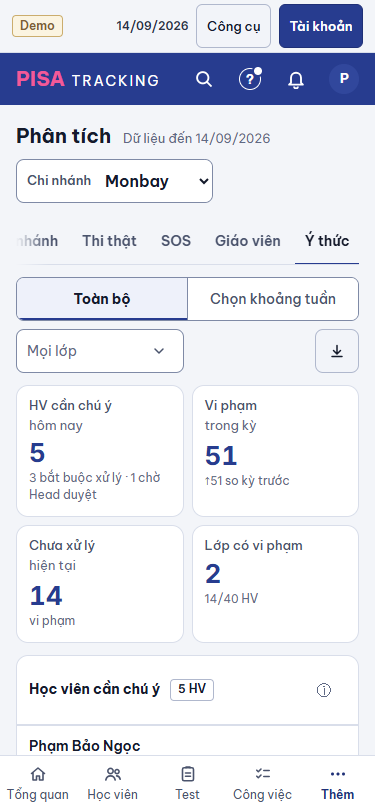 Demo
14/09/2026
Công cụ
Tài khoản
PISA TRACKING
?
P
Phân tích
Dữ liệu đến 14/09/2026
Chi nhánh
Monbay
nhánh
Thi thật
SOS
Giáo viên
Ý thức
Toàn bộ
Chọn khoảng tuần
Mọi lớp
HV cần chú ý
hôm nay
5
3 bắt buộc xử lý · 1 chờ
Head duyệt
Vi phạm
trong kỳ
51
↑51 so kỳ trước
Chưa xử lý
hiện tại
14
vi phạm
Lớp có vi phạm
2
14/40 HV
Học viên cần chú ý
5 HV
Phạm Bảo Ngọc
Tổng quan
Học viên
Test
Công việc
Thêm